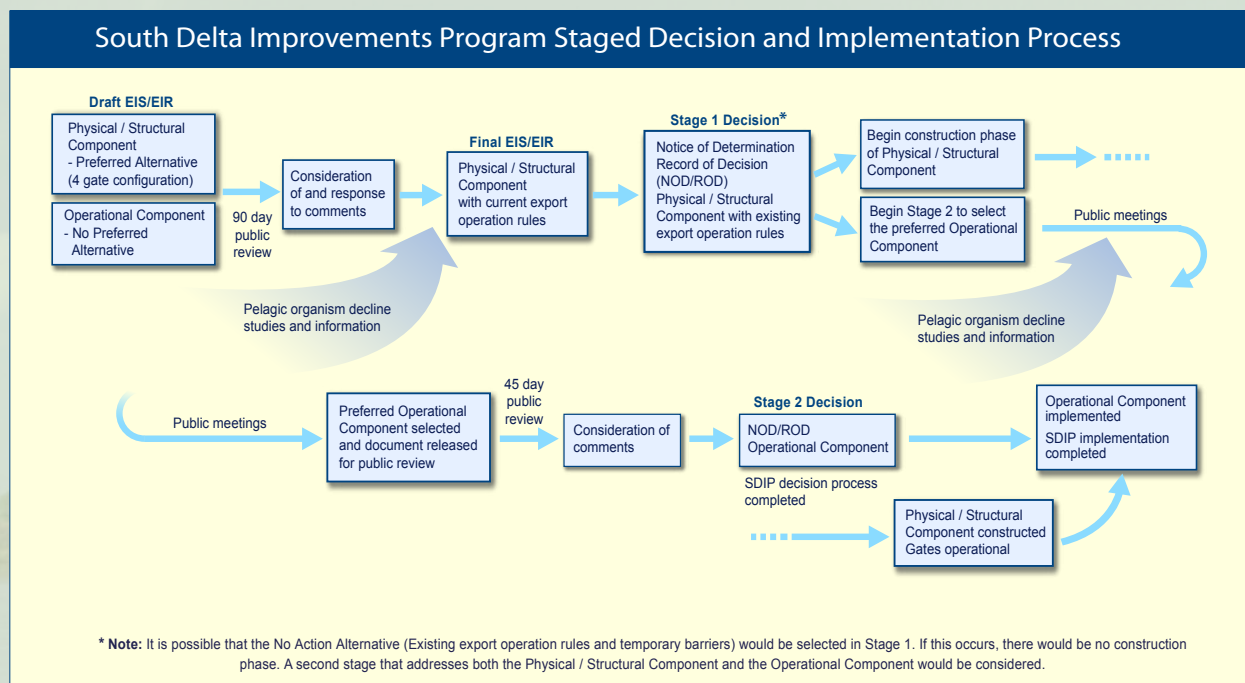 South Delta Improvements Program Staged Decision and Implementation Process
Draft EIS/EIR
Physical / Structural
Component
- Preferred Alternative
(4 gate configuration)
Operational Component
- No Preferred
Alternative
90 day
public
review
Consideration
of and response
to comments
Final EIS/EIR
Physical / Structural
Component
with current export
operation rules
Stage 1 Decision*
Notice of Determination
Record of Decision
(NOD/ROD)
Physical / Structural
Component with existing
export operation rules
Begin construction phase
of Physical / Structural
Component
Begin Stage 2 to select
the preferred Operational
Component
Public meetings
Pelagic organism decline
studies and information
Pelagic organism decline
studies and information
Public meetings
Preferred Operational
Component selected
and document released
for public review
45 day
public
review
Consideration of
comments
Stage 2 Decision
NOD/ROD
Operational Component
SDIP decision process
completed
Operational Component
implemented
SDIP implementation
completed
Physical / Structural
Component constructed
Gates operational
* Note: It is possible that the No Action Alternative (Existing export operation rules and temporary barriers) would be selected in Stage 1. If this occurs, there would be no construction
phase. A second stage that addresses both the Physical / Structural Component and the Operational Component would be considered.